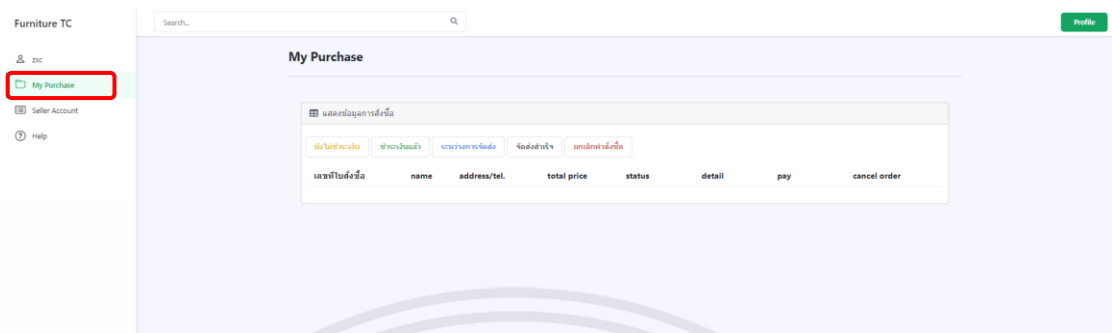 Furniture TC
Search...
Profile
zxc
My Purchase
Seller Account
Help
My Purchase
แสดงข้อมูลการสั่งซื้อ
ยังไม่ชำระเงิน ชำระเงินแล้ว ระหว่างการจัดส่ง จัดส่งสำเร็จ ยกเลิกคำสั่งซื้อ
เลขที่ใบสั่งซื้อ name address/tel. total price status detail pay cancel order